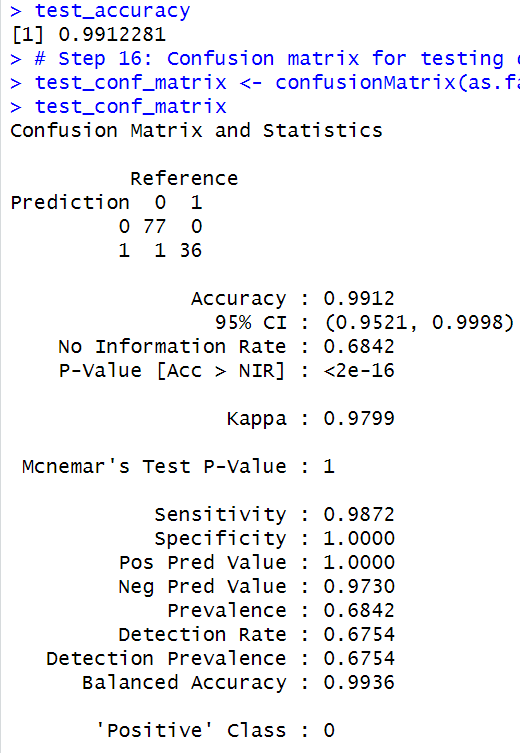 > test_accuracy
[1] 0.9912281
> # Step 16: Confusion matrix for testing
> test_conf_matrix <- confusionMatrix(as.fa
> test_conf_matrix
Confusion Matrix and Statistics
Reference
Prediction 0 1
0 77 0
1 1 36
Accuracy : 0.9912
95% CI : (0.9521, 0.9998)
No Information Rate : 0.6842
P-Value [Acc > NIR] : <2e-16
Kappa : 0.9799
Mcnemar's Test P-Value : 1
Sensitivity : 0.9872
Specificity : 1.0000
Pos Pred Value : 1.0000
Neg Pred Value : 0.9730
Prevalence : 0.6842
Detection Rate : 0.6754
Detection Prevalence : 0.6754
Balanced Accuracy : 0.9936
'Positive' Class : 0